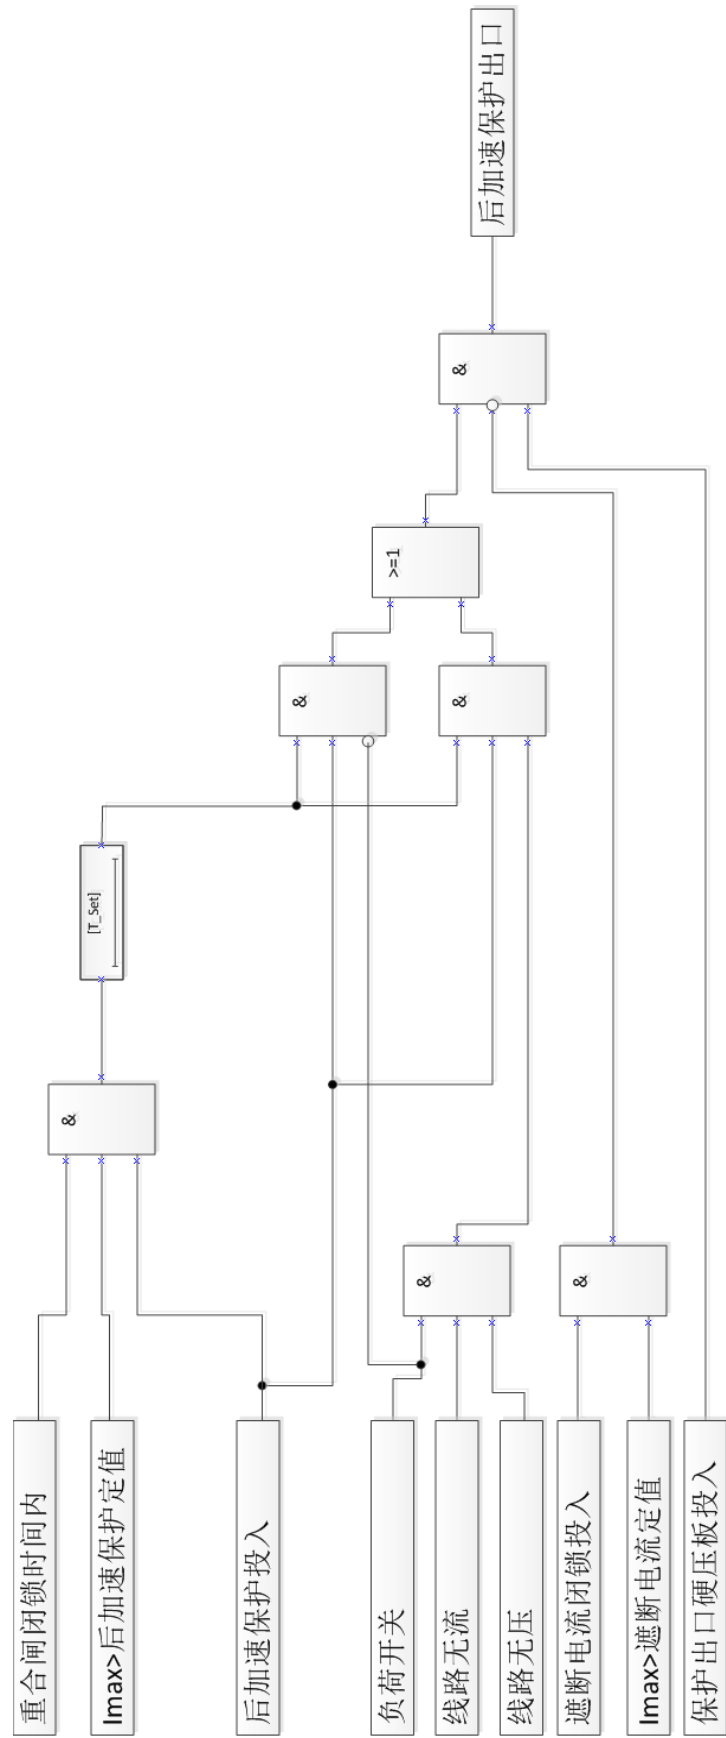 重合闸闭锁时间内
Imax>后加速保护定值
后加速保护投入
负荷开关
线路无流
线路无压
遮断电流闭锁投入
Imax>遮断电流定值
保护出口硬压板投入
&
[T_Set]
&
&
&
&
>=1
&
后加速保护出口